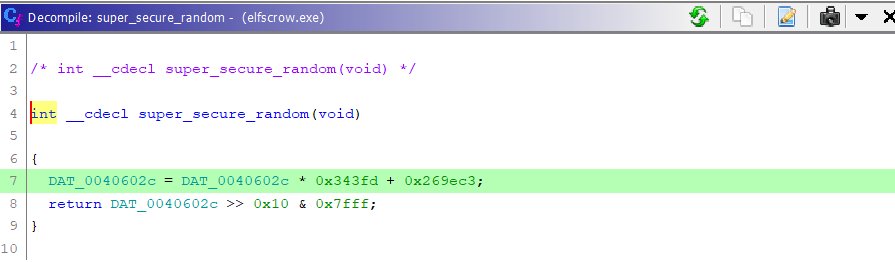 Decompile: super_secure_random - (elfscrow.exe)
1
2 /* int __cdecl super_secure_random(void) */
3
4 int __cdecl super_secure_random(void)
5
6 {
7 DAT_0040602c = DAT_0040602c * 0x343fd + 0x269ec3;
8 return DAT_0040602c >> 0x10 & 0x7fff;
9 }
10